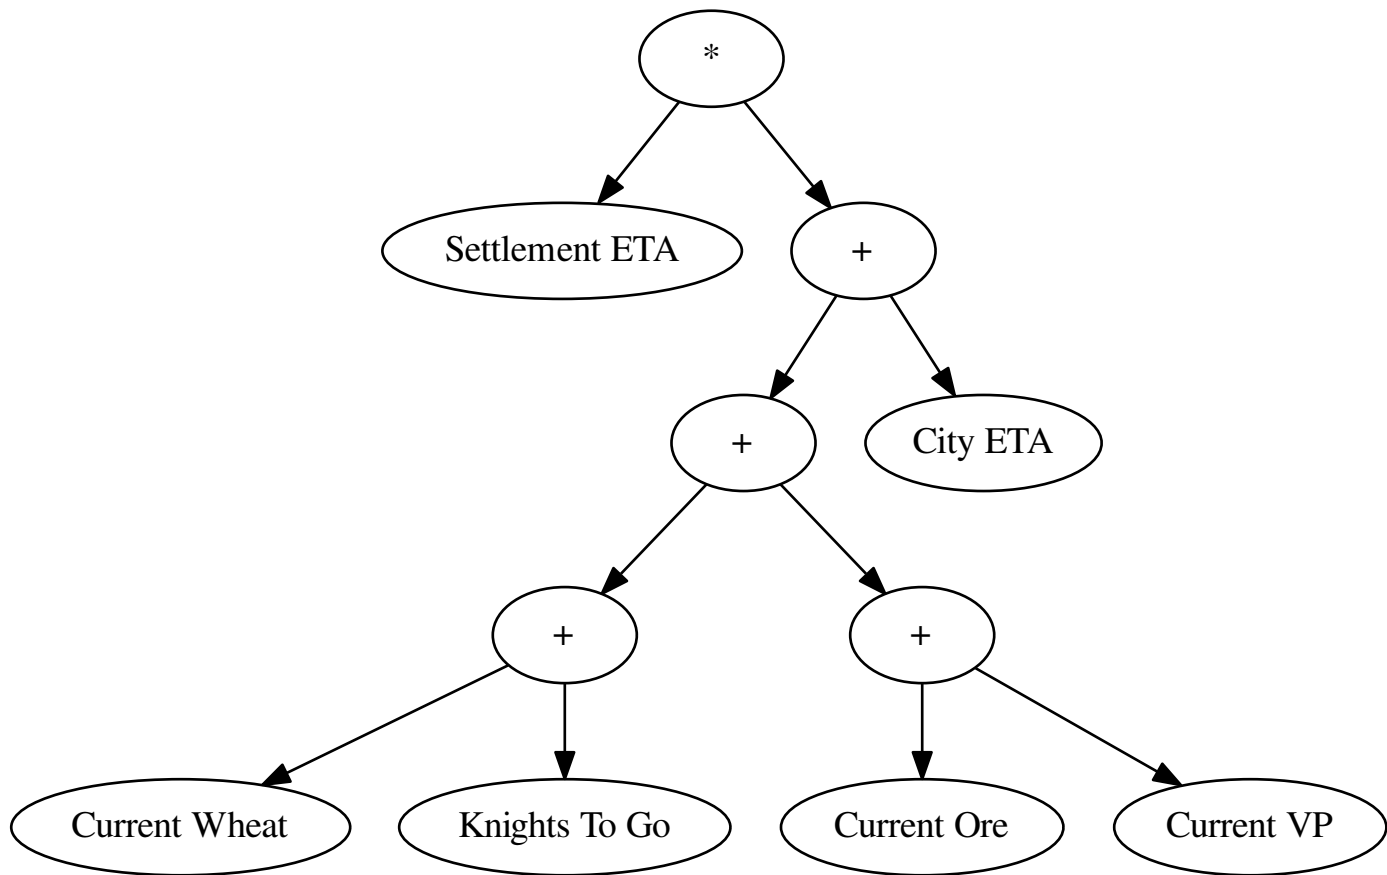 *
Settlement ETA
+
+
City ETA
+
+
Current Wheat
Knights To Go
Current Ore
Current VP